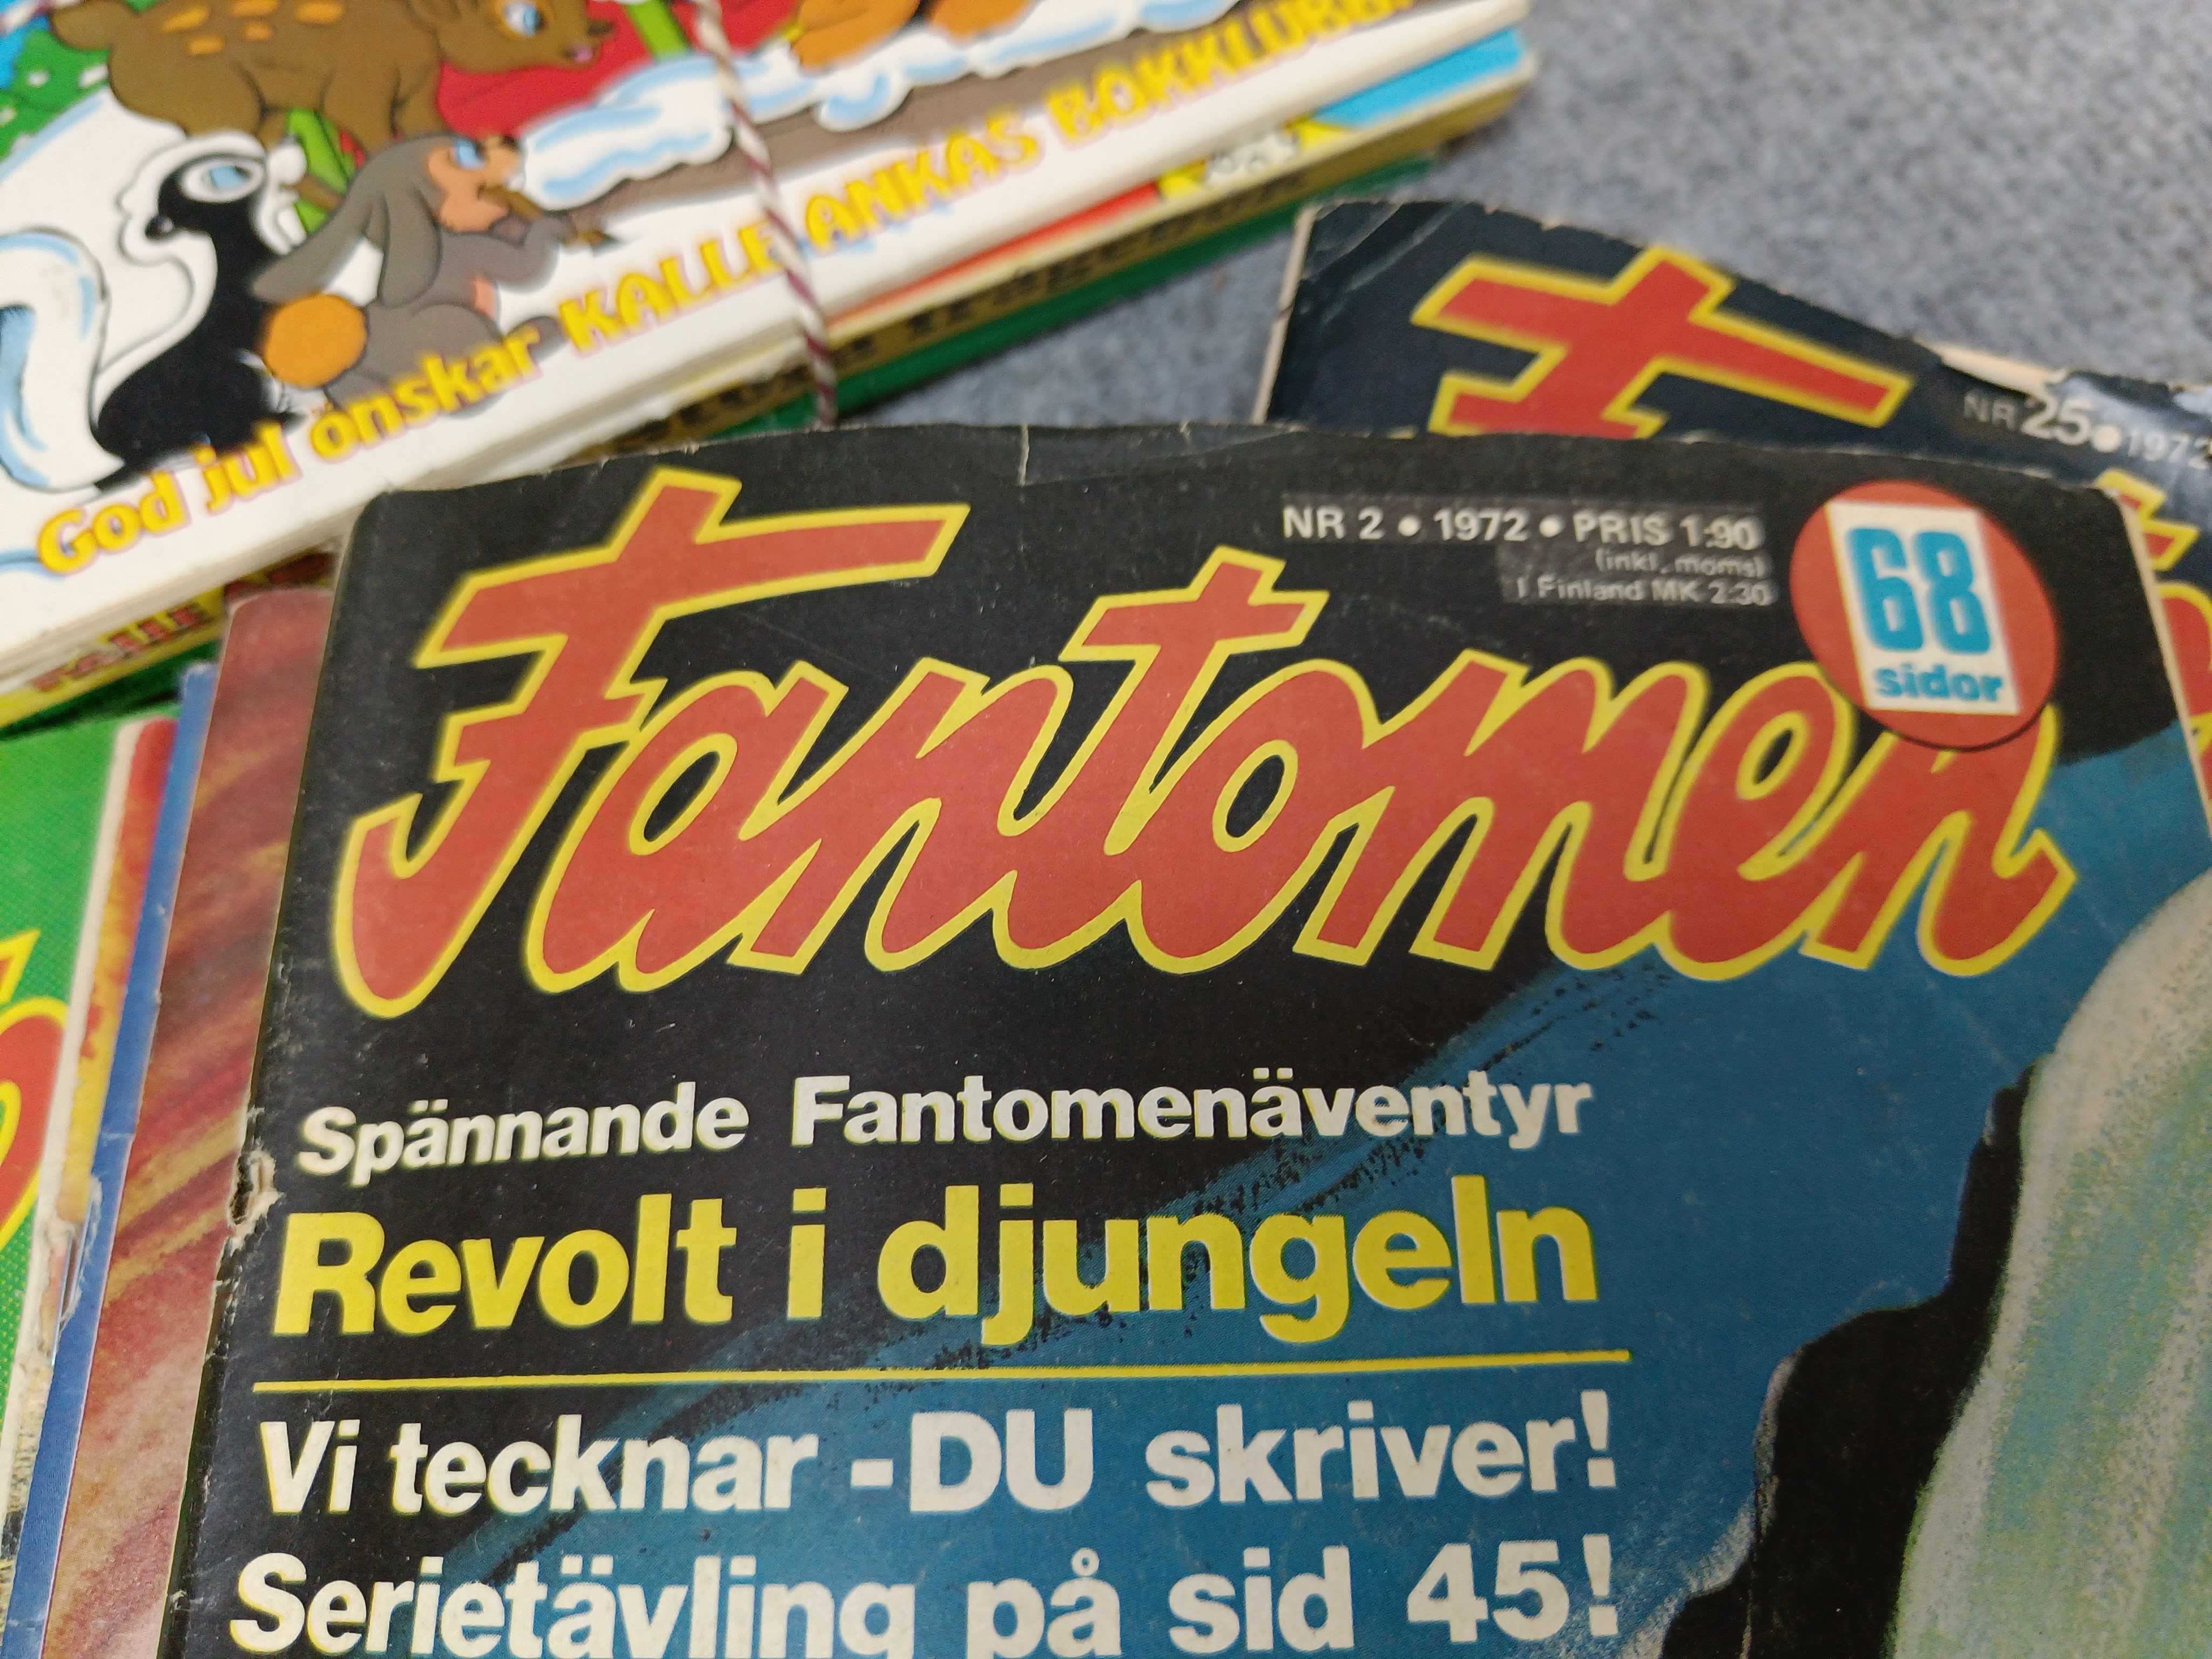 God jul önskar KALLE ANKAS BOKKLUBB
NR 25 • 1972
Fantomen
NR 2 • 1972 • PRIS 1:90
(inkl. moms)
I Finland MK 2:30
68
sidor
Spännande Fantomenäventyr
Revolt i djungeln
Vi tecknar - DU skriver!
Serietävling på sid 45!